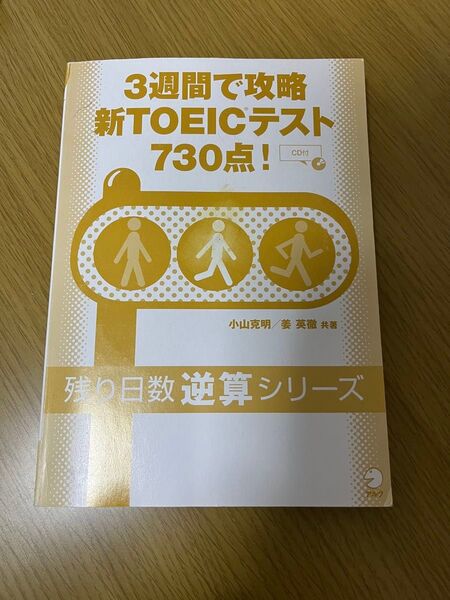 3週間で攻略
新TOEIC®テスト
730点!
CD付
小山克明/姜 英徹 共著
残り日数 逆算シリーズ
アルク